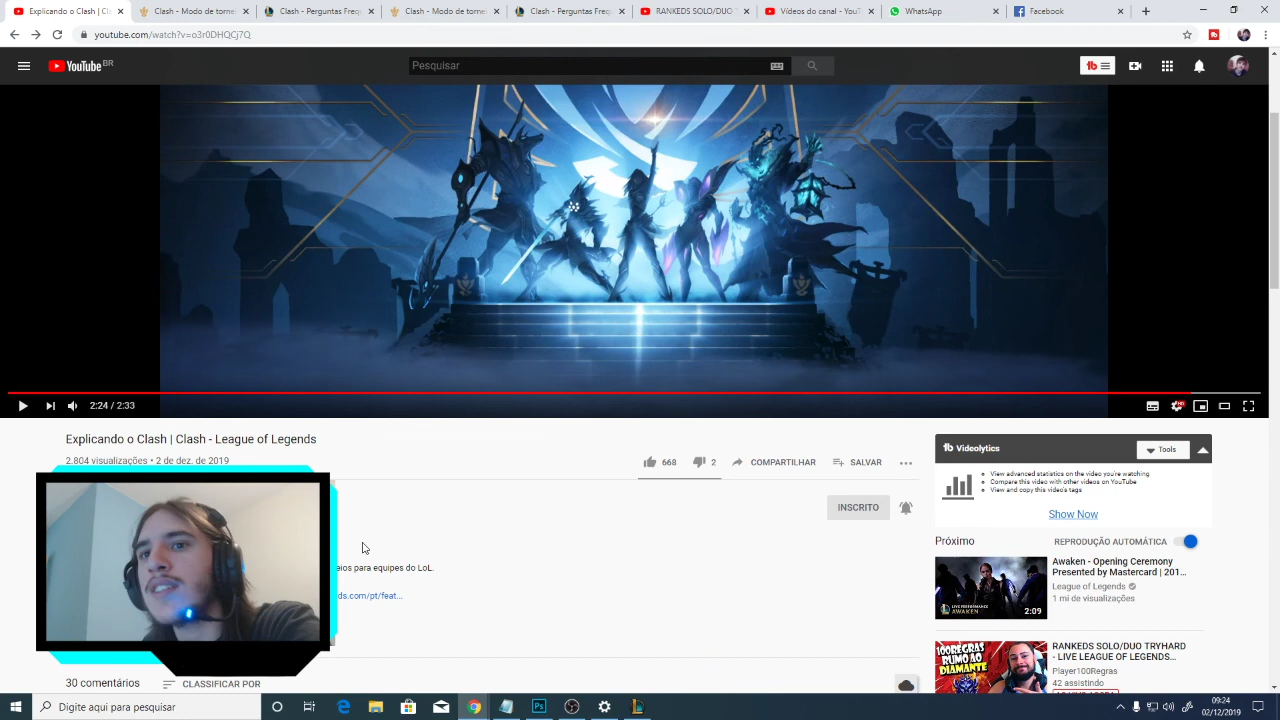 Explicando o Clash | Cl
Clash - Modo de torne
Clash - Perguntas Freq
Clash - Modo de torne
Clash - Perguntas Freq
RANKEDS SOLO/DUO T
Vídeos do canal - YouT
WhatsApp
Facebook
youtube.com/watch?v=o3r0DHQCj7Q
YouTube BR
Pesquisar
2:24 / 2:33
HD
Explicando o Clash | Clash - League of Legends
2.804 visualizações • 2 de dez. de 2019
668
2
COMPARTILHAR
SALVAR
INSCRITO
eios para equipes do LoL.
ds.com/pt/feat...
30 comentários
CLASSIFICAR POR
Videolytics
Tools
View advanced statistics on the video you're watching
Compare this video with other videos on YouTube
View and copy this video's tags
Show Now
Próximo
REPRODUÇÃO AUTOMÁTICA
LIVE PERFORMANCE
AWAKEN
2:09
Awaken - Opening Ceremony
Presented by Mastercard | 201...
League of Legends
1 mi de visualizações
100REGRAS
RUMO AO
DIAMANTE
RANKEDS SOLO/DUO TRYHARD
- LIVE LEAGUE OF LEGENDS...
Player100Regras
42 assistindo
Digite aqui para pesquisar
Ps
09:24
02/12/2019